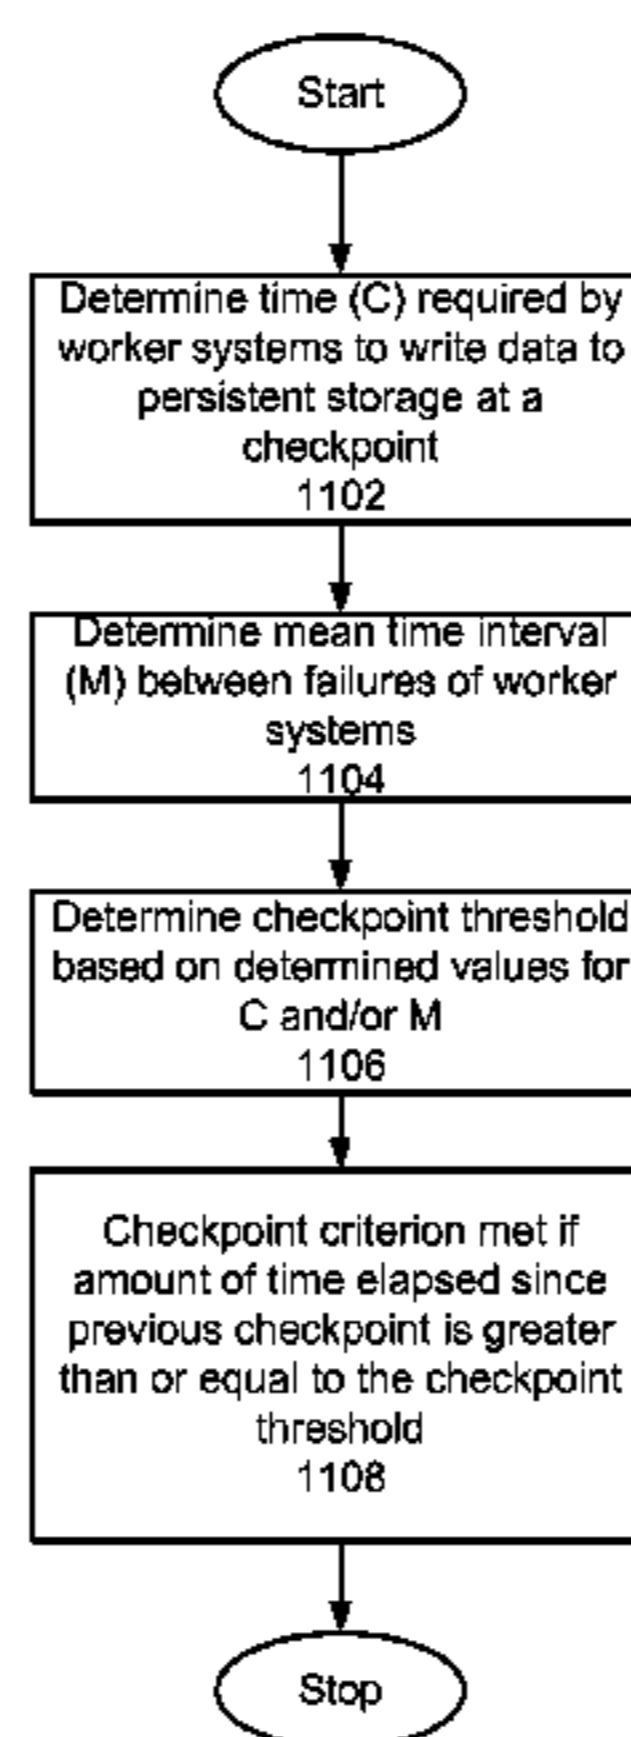 Start
Determine time (C) required by
worker systems to write data to
persistent storage at a
checkpoint
1102
Determine mean time interval
(M) between failures of worker
systems
1104
Determine checkpoint threshold
based on determined values for
C and/or M
1106
Checkpoint criterion met if
amount of time elapsed since
previous checkpoint is greater
than or equal to the checkpoint
threshold
1108
Stop